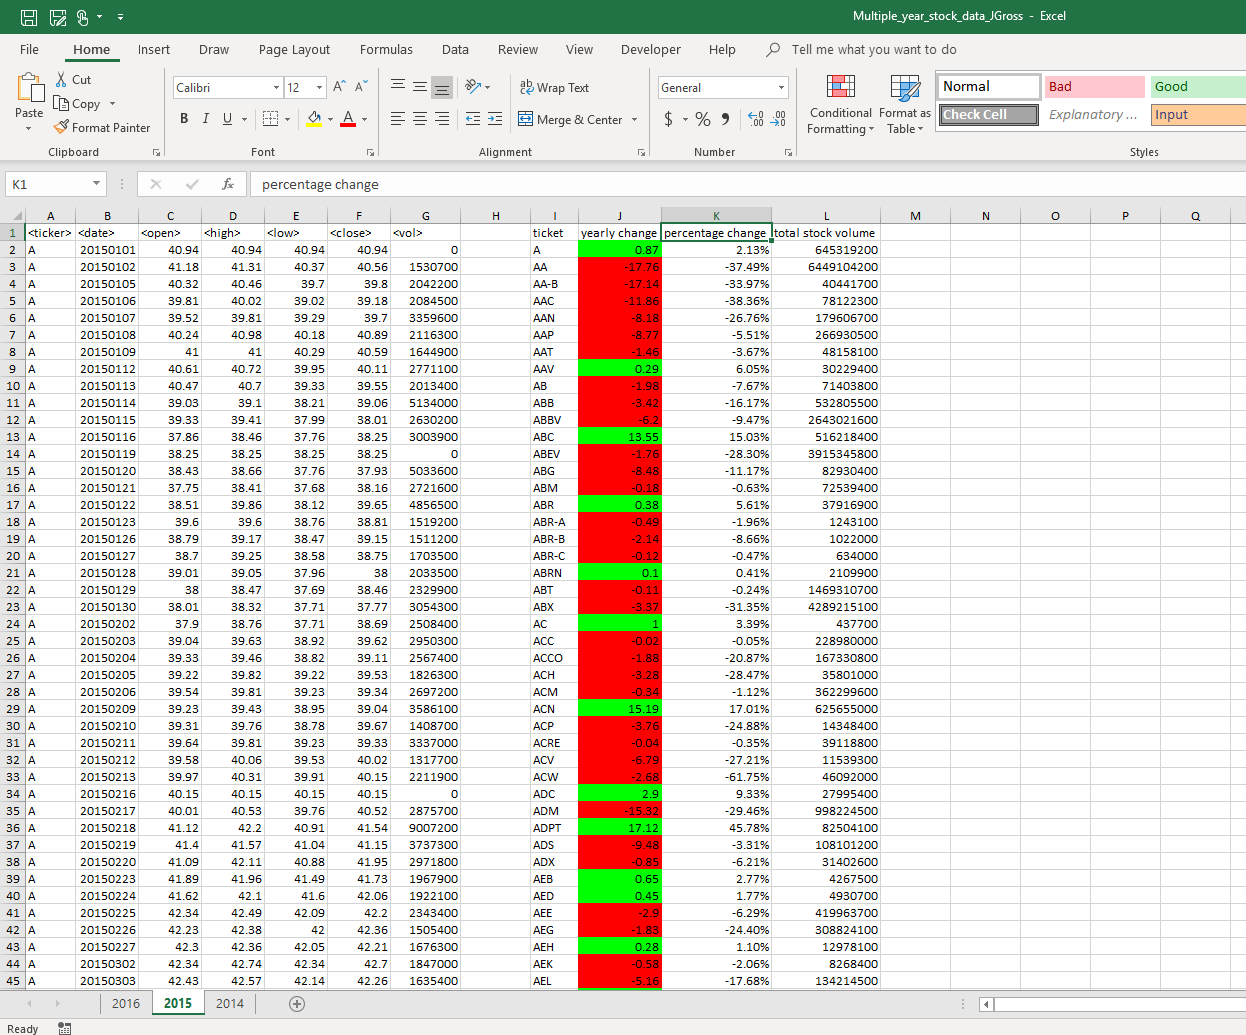 Multiple_year_stock_data_JGross - Excel
File Home Insert Draw Page Layout Formulas Data Review View Developer Help Tell me what you want to do
Paste
Cut
Copy
Format Painter
Clipboard
Calibri 12
B I U
Font
Wrap Text
Merge & Center
Alignment
General
$ % 9
Number
Conditional Formatting
Format as Table
Normal Bad Good
Check Cell Explanatory ... Input
Styles
K1 fx percentage change
A B C D E F G H I J K L M N O P Q
1 <ticker> <date> <open> <high> <low> <close> <vol> ticket yearly change percentage change total stock volume
2 A 20150101 40.94 40.94 40.94 40.94 0 A 0.87 2.13% 645319200
3 A 20150102 41.18 41.31 40.37 40.56 1530700 AA -17.76 -37.49% 6449104200
4 A 20150105 40.32 40.46 39.7 39.8 2042200 AA-B -17.14 -33.97% 40441700
5 A 20150106 39.81 40.02 39.02 39.18 2084500 AAC -11.86 -38.36% 78122300
6 A 20150107 39.52 39.81 39.29 39.7 3359600 AAN -8.18 -26.76% 179606700
7 A 20150108 40.24 40.98 40.18 40.89 2116300 AAP -8.77 -5.51% 266930500
8 A 20150109 41 41 40.29 40.59 1644900 AAT -1.46 -3.67% 48158100
9 A 20150112 40.61 40.72 39.95 40.11 2771100 AAV 0.29 6.05% 30229400
10 A 20150113 40.47 40.7 39.33 39.55 2013400 AB -1.98 -7.67% 71403800
11 A 20150114 39.03 39.1 38.21 39.06 5134000 ABB -3.42 -16.17% 532805500
12 A 20150115 39.33 39.41 37.99 38.01 2630200 ABBV -6.2 -9.47% 2643021600
13 A 20150116 37.86 38.46 37.76 38.25 3003900 ABC 13.55 15.03% 516218400
14 A 20150119 38.25 38.25 38.25 38.25 0 ABEV -1.76 -28.30% 3915345800
15 A 20150120 38.43 38.66 37.76 37.93 5033600 ABG -8.48 -11.17% 82930400
16 A 20150121 37.75 38.41 37.68 38.16 2721600 ABM -0.18 -0.63% 72539400
17 A 20150122 38.51 39.86 38.12 39.65 4856500 ABR 0.38 5.61% 37916900
18 A 20150123 39.6 39.6 38.76 38.81 1519200 ABR-A -0.49 -1.96% 1243100
19 A 20150126 38.79 39.17 38.47 39.15 1511200 ABR-B -2.14 -8.66% 1022000
20 A 20150127 38.7 39.25 38.58 38.75 1703500 ABR-C -0.12 -0.47% 634000
21 A 20150128 39.01 39.05 37.96 38 2033500 ABRN 0.1 0.41% 2109900
22 A 20150129 38 38.47 37.69 38.46 2329900 ABT -0.11 -0.24% 1469310700
23 A 20150130 38.01 38.32 37.71 37.77 3054300 ABX -3.37 -31.35% 4289215100
24 A 20150202 37.9 38.76 37.71 38.69 2508400 AC 1 3.39% 437700
25 A 20150203 39.04 39.63 38.92 39.62 2950300 ACC -0.02 -0.05% 228980000
26 A 20150204 39.33 39.46 38.82 39.11 2567400 ACCO -1.88 -20.87% 167330800
27 A 20150205 39.22 39.82 39.22 39.53 1826300 ACH -3.28 -28.47% 35801000
28 A 20150206 39.54 39.81 39.23 39.34 2697200 ACM -0.34 -1.12% 362299600
29 A 20150209 39.23 39.43 38.95 39.04 3586100 ACN 15.19 17.01% 625655000
30 A 20150210 39.31 39.76 38.78 39.67 1408700 ACP -3.76 -24.88% 14348400
31 A 20150211 39.64 39.81 39.23 39.33 3337000 ACRE -0.04 -0.35% 39118800
32 A 20150212 39.58 40.06 39.53 40.02 1317700 ACV -6.79 -27.21% 11539300
33 A 20150213 39.97 40.31 39.91 40.15 2211900 ACW -2.68 -61.75% 46092000
34 A 20150216 40.15 40.15 40.15 40.15 0 ADC 2.9 9.33% 27995400
35 A 20150217 40.01 40.53 39.76 40.52 2875700 ADM -15.32 -29.46% 998224500
36 A 20150218 41.12 42.2 40.91 41.54 9007200 ADPT 17.12 45.78% 82504100
37 A 20150219 41.4 41.57 41.04 41.15 3737300 ADS -9.48 -3.31% 108101200
38 A 20150220 41.09 42.11 40.88 41.95 2971800 ADX -0.85 -6.21% 31402600
39 A 20150223 41.89 41.96 41.49 41.73 1967900 AEB 0.65 2.77% 4267500
40 A 20150224 41.62 42.1 41.6 42.06 1922100 AED 0.45 1.77% 4930700
41 A 20150225 42.34 42.49 42.09 42.2 2343400 AEE -2.9 -6.29% 419963700
42 A 20150226 42.23 42.38 42 42.36 1505400 AEG -1.83 -24.40% 308824100
43 A 20150227 42.3 42.36 42.05 42.21 1676300 AEH 0.28 1.10% 12978100
44 A 20150302 42.34 42.74 42.34 42.7 1847000 AEK -0.58 -2.06% 8268400
45 A 20150303 42.43 42.57 42.14 42.26 1635400 AEL -5.16 -17.68% 134214500
2016 2015 2014
Ready